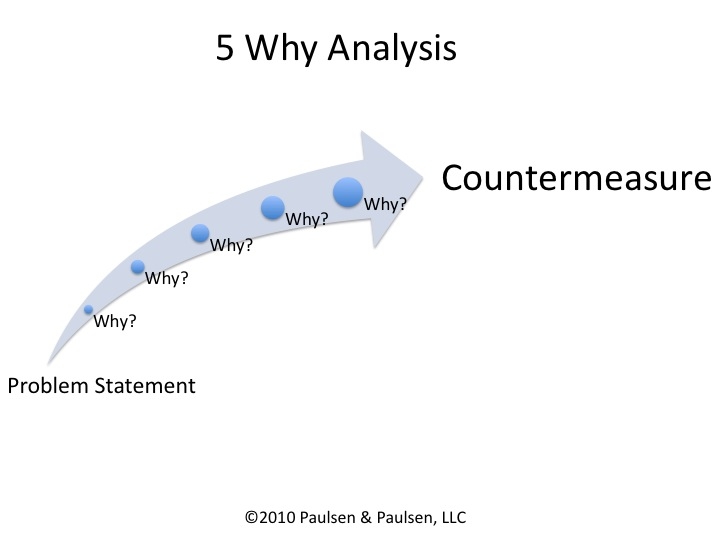 5 Why Analysis
Countermeasure
Why?
Why?
Why?
Why?
Why?
Problem Statement
©2010 Paulsen & Paulsen, LLC